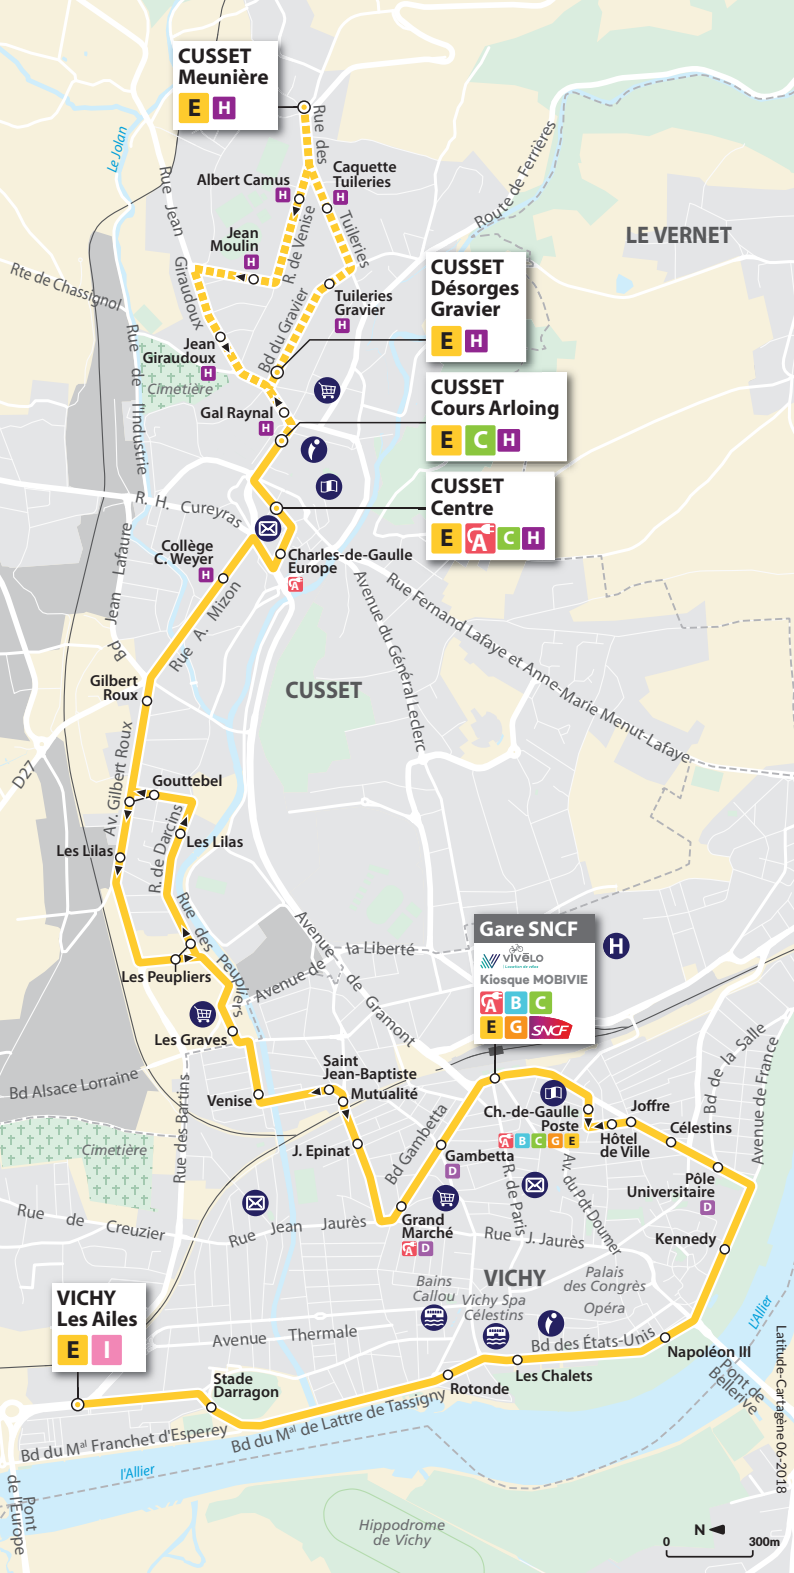 CUSSET
Meunière
E H
Rue des
Tuileries
Le Jolan
Albert Camus
H
Caquette
Tuileries
H
Rue Jean
Giraudoux
Jean
Moulin
H
R. de Venise
Route de Ferrières
LE VERNET
Rte de Chassignol
CUSSET
Désorges
Gravier
E H
Tuileries
Gravier
H
Bd du Gravier
Rue de l'Industrie
Jean
Giraudoux
H
Cimetière
CUSSET
Cours Arloing
E C H
Gal Raynal
H
CUSSET
Centre
E A C H
R. H. Cureyras
Collège
C. Weyer
H
Charles-de-Gaulle
Europe
A
Bd Jean Lafaure
Rue A. Mizon
Avenue du Général Leclerc
Rue Fernand Lafaye et Anne-Marie Menut-Lafaye
CUSSET
Gilbert
Roux
D27
Av. Gilbert Roux
Gouttebel
Les Lilas
Les Lilas
R. de Darcins
Rue des Peupliers
Les Peupliers
Avenue de la Liberté
Avenue de Gramont
Gare SNCF
vivélo
Location de vélos
Kiosque MOBIVIE
A B C
E G SNCF
H
Les Graves
Bd Alsace Lorraine
Saint
Jean-Baptiste
Venise
Mutualité
Rue des Bartins
Cimetière
J. Epinat
Bd Gambetta
Gambetta
D
Ch.-de-Gaulle
Poste
A B C G E
Joffre
Hôtel
de Ville
Célestins
Bd de la Salle
Avenue de France
Pôle
Universitaire
D
R. de Paris
Av. du Pdt Doumer
Rue de Creuzier
Rue Jean Jaurès
Grand
Marché
A D
Rue J. Jaurès
Kennedy
VICHY
Bains
Callou
Vichy Spa
Célestins
Palais
des Congrès
Opéra
VICHY
Les Ailes
E I
Avenue Thermale
Bd des États-Unis
Napoléon III
L'Allier
Pont de
Bellerive
Les Chalets
Rotonde
Stade
Darragon
Bd du Mal Franchet d'Esperey
Bd du Mal de Lattre de Tassigny
l'Allier
Pont
de l'Europe
Hippodrome
de Vichy
N
0 300m
Latitude-Cartagène 06-2018